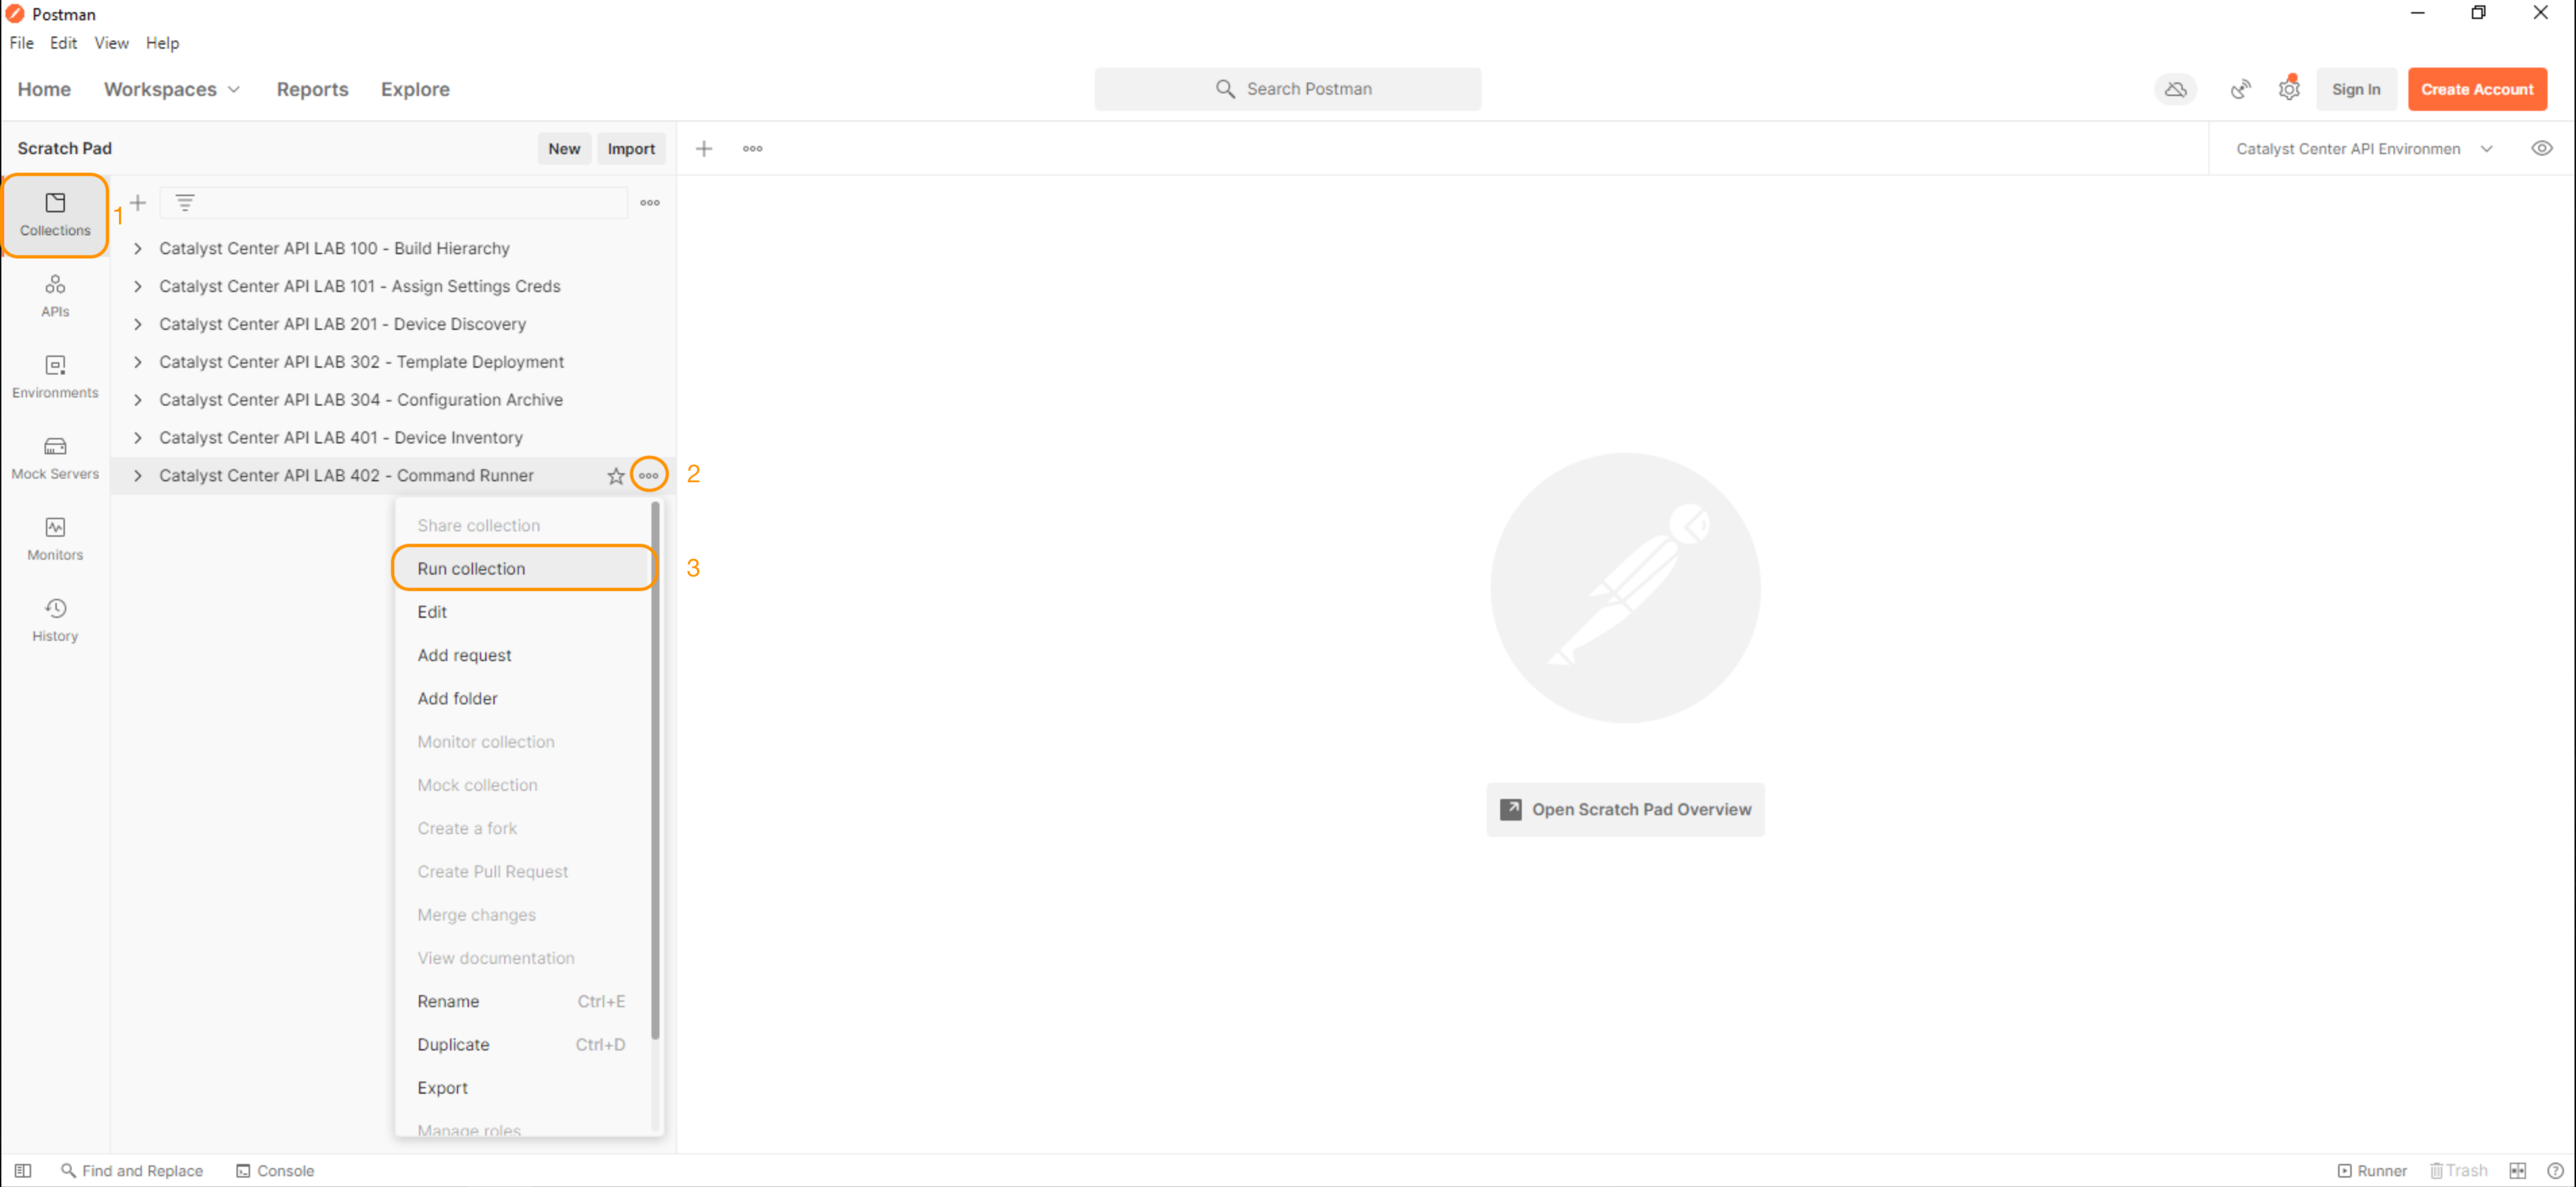 Postman
File Edit View Help
Home Workspaces Reports Explore
Search Postman
Sign In
Create Account
Scratch Pad
New
Import
Catalyst Center API Environmen
Collections
1
APIs
Environments
Mock Servers
Monitors
History
Catalyst Center API LAB 100 - Build Hierarchy
Catalyst Center API LAB 101 - Assign Settings Creds
Catalyst Center API LAB 201 - Device Discovery
Catalyst Center API LAB 302 - Template Deployment
Catalyst Center API LAB 304 - Configuration Archive
Catalyst Center API LAB 401 - Device Inventory
Catalyst Center API LAB 402 - Command Runner
2
Share collection
Run collection
3
Edit
Add request
Add folder
Monitor collection
Mock collection
Create a fork
Create Pull Request
Merge changes
View documentation
Rename Ctrl+E
Duplicate Ctrl+D
Export
Manage roles
Open Scratch Pad Overview
Find and Replace
Console
Runner
Trash